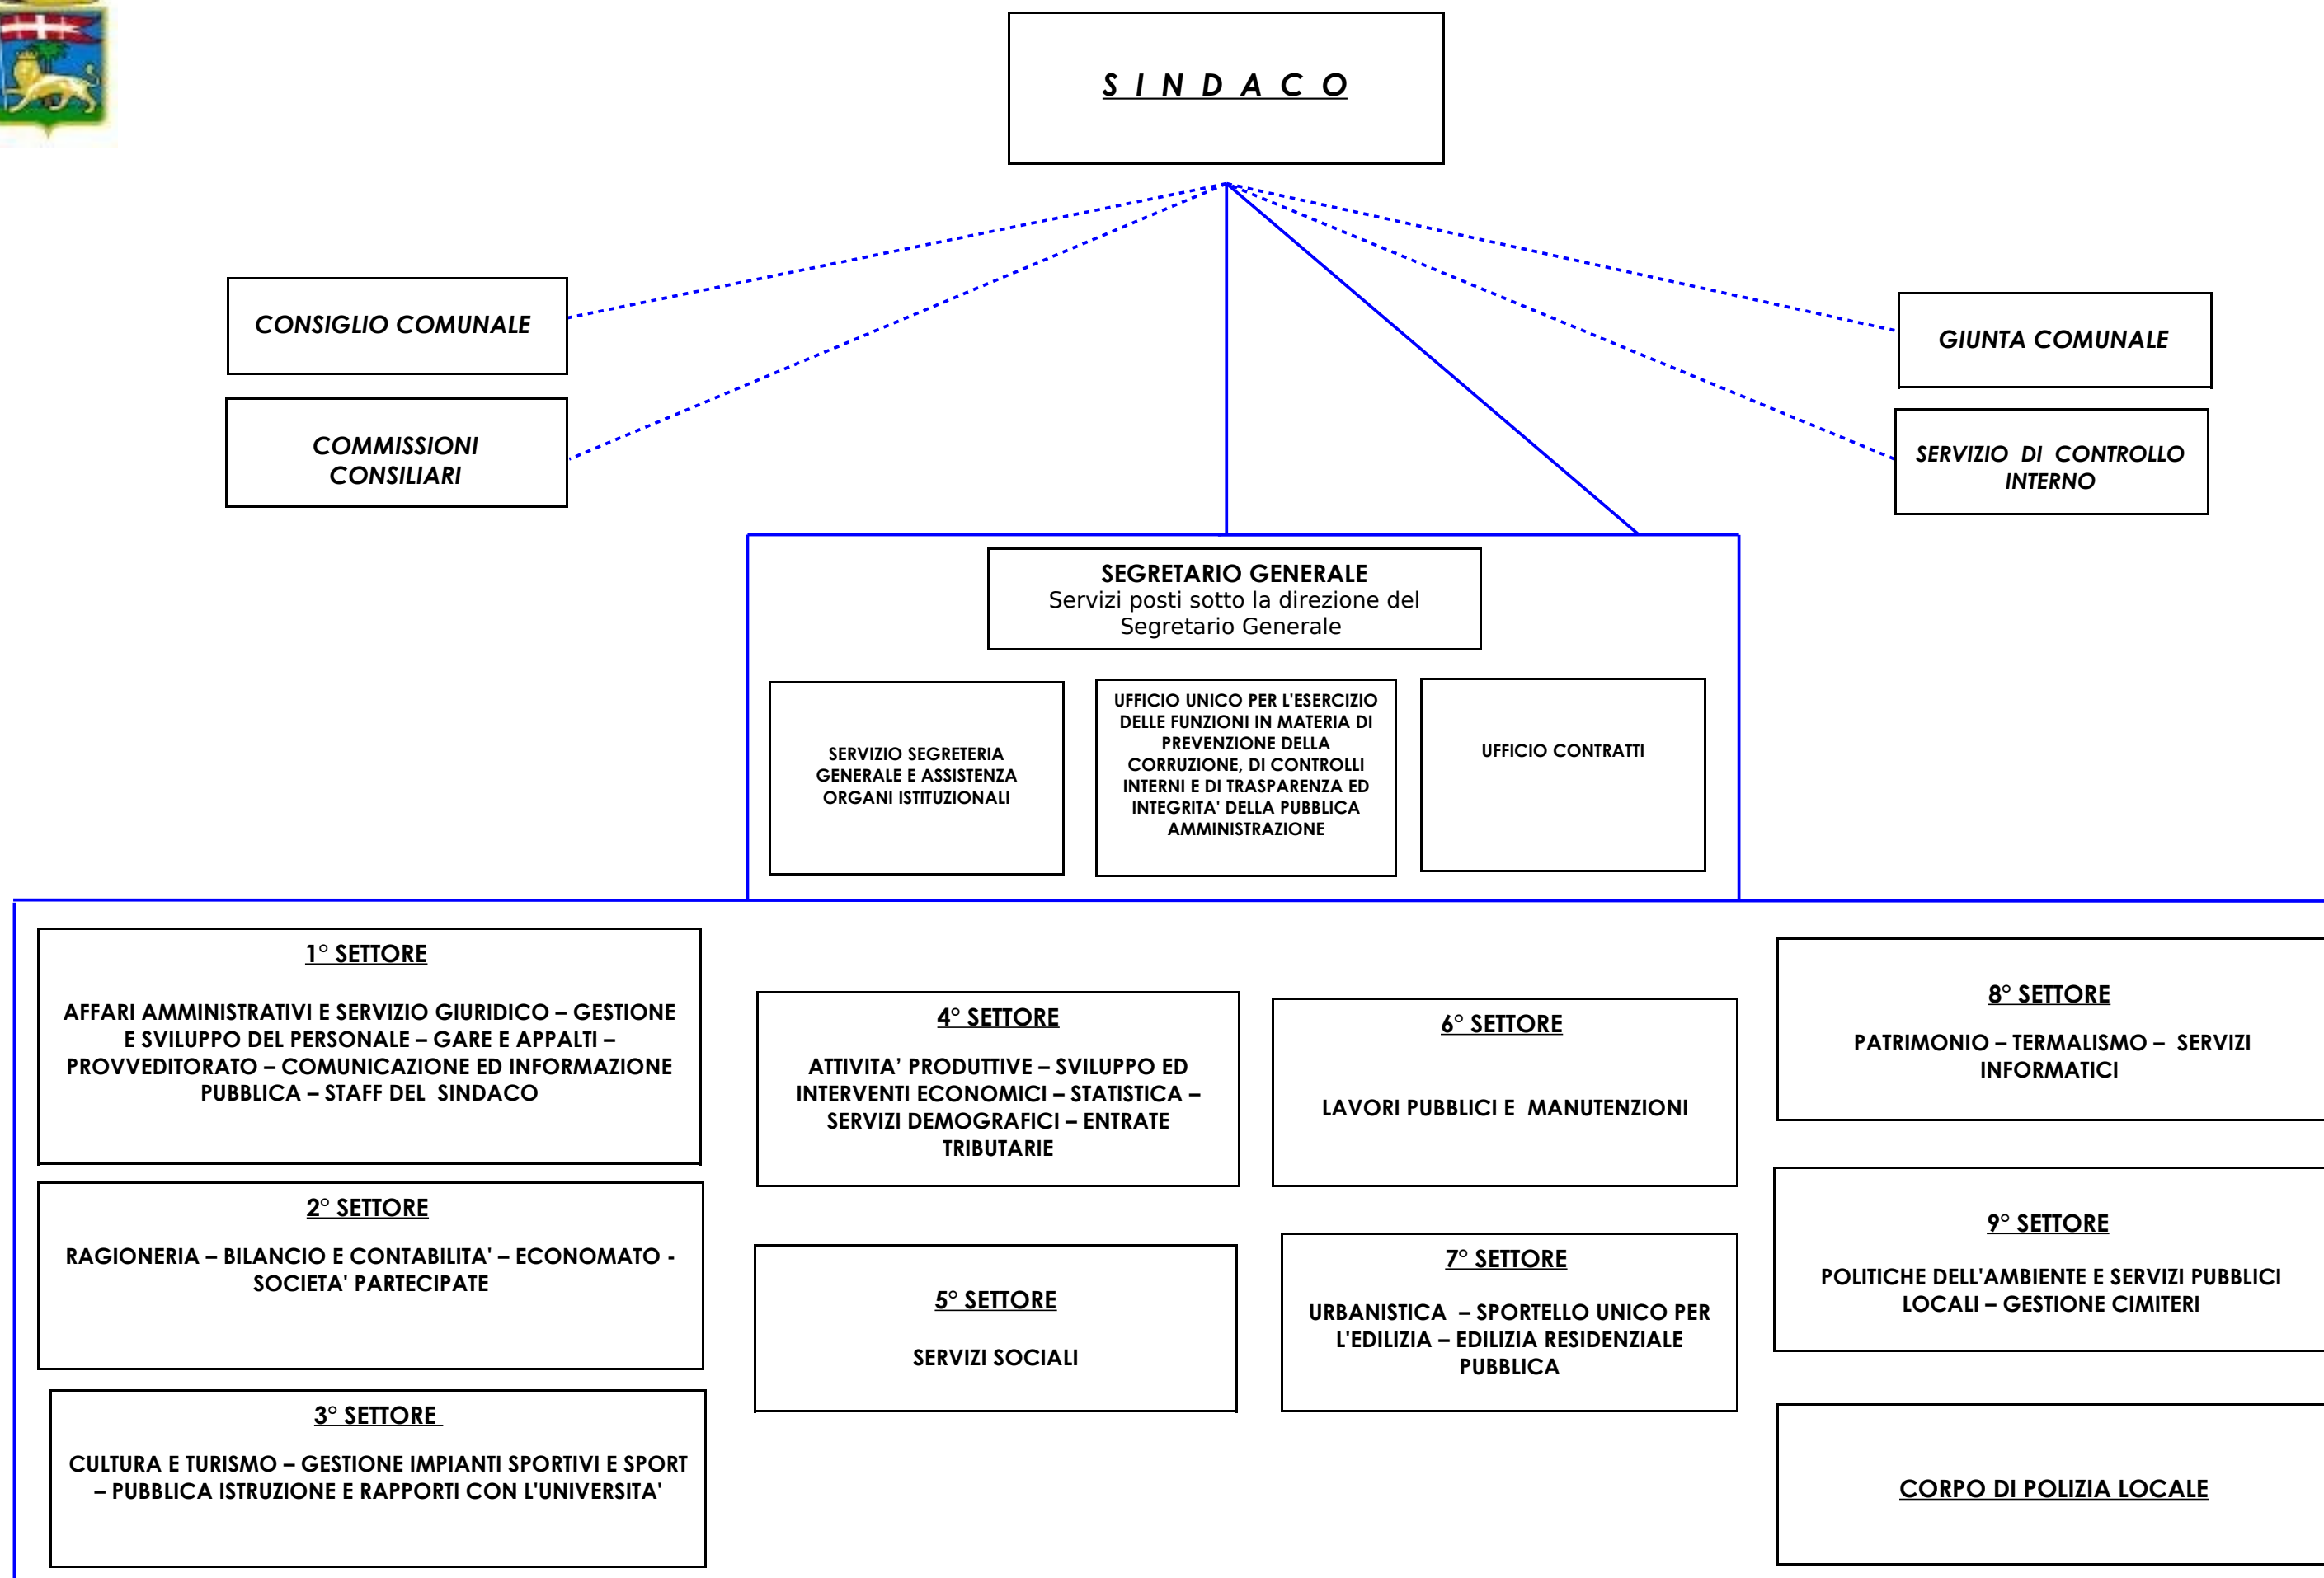 S I N D A C O
CONSIGLIO COMUNALE
COMMISSIONI
CONSILIARI
GIUNTA COMUNALE
SERVIZIO DI CONTROLLO
INTERNO
SEGRETARIO GENERALE
Servizi posti sotto la direzione del
Segretario Generale
SERVIZIO SEGRETERIA
GENERALE E ASSISTENZA
ORGANI ISTITUZIONALI
UFFICIO UNICO PER L'ESERCIZIO
DELLE FUNZIONI IN MATERIA DI
PREVENZIONE DELLA
CORRUZIONE, DI CONTROLLI
INTERNI E DI TRASPARENZA ED
INTEGRITA' DELLA PUBBLICA
AMMINISTRAZIONE
UFFICIO CONTRATTI
1° SETTORE
AFFARI AMMINISTRATIVI E SERVIZIO GIURIDICO – GESTIONE
E SVILUPPO DEL PERSONALE – GARE E APPALTI –
PROVVEDITORATO – COMUNICAZIONE ED INFORMAZIONE
PUBBLICA – STAFF DEL SINDACO
2° SETTORE
RAGIONERIA – BILANCIO E CONTABILITA' – ECONOMATO -
SOCIETA' PARTECIPATE
3° SETTORE
CULTURA E TURISMO – GESTIONE IMPIANTI SPORTIVI E SPORT
– PUBBLICA ISTRUZIONE E RAPPORTI CON L'UNIVERSITA'
4° SETTORE
ATTIVITA’ PRODUTTIVE – SVILUPPO ED
INTERVENTI ECONOMICI – STATISTICA –
SERVIZI DEMOGRAFICI – ENTRATE
TRIBUTARIE
5° SETTORE
SERVIZI SOCIALI
6° SETTORE
LAVORI PUBBLICI E MANUTENZIONI
7° SETTORE
URBANISTICA – SPORTELLO UNICO PER
L'EDILIZIA – EDILIZIA RESIDENZIALE
PUBBLICA
8° SETTORE
PATRIMONIO – TERMALISMO – SERVIZI
INFORMATICI
9° SETTORE
POLITICHE DELL'AMBIENTE E SERVIZI PUBBLICI
LOCALI – GESTIONE CIMITERI
CORPO DI POLIZIA LOCALE